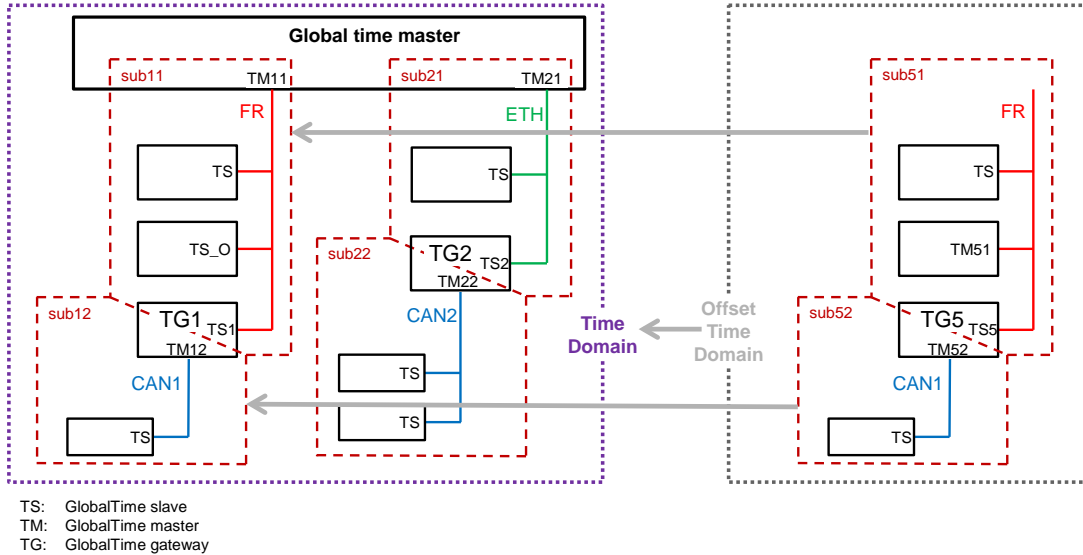 Global time master
sub11
TM11
sub21
TM21
sub51
FR
ETH
FR
TS
TS
TS
TS_O
TM51
sub22
TG2
TS2
TM22
sub12
TG1
TS1
TM12
CAN2
Time
Domain
Offset
Time
Domain
sub52
TG5
TS5
TM52
CAN1
CAN1
TS
TS
TS
TS
TS: GlobalTime slave
TM: GlobalTime master
TG: GlobalTime gateway